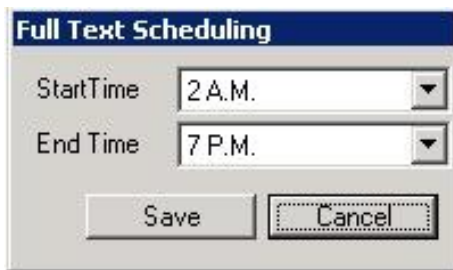 Full Text Scheduling
StartTime 2 A.M.
End Time 7 P.M.
Save Cancel